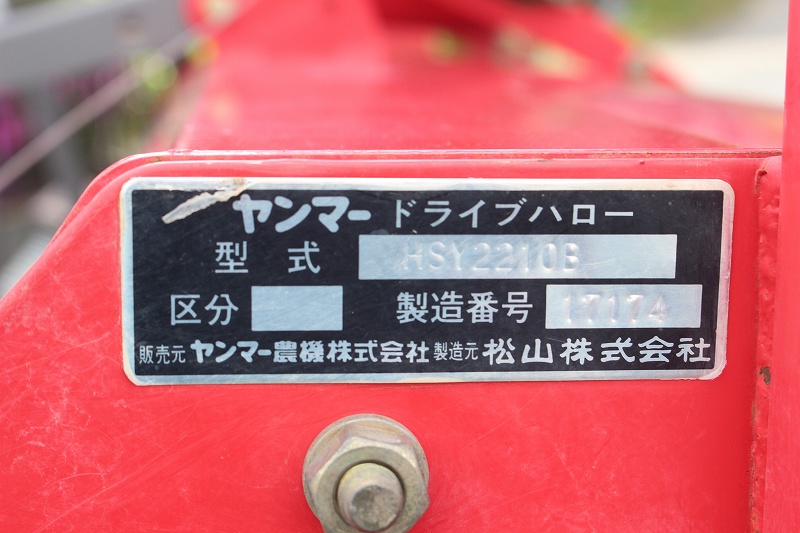 ヤンマードライブハロー
型式 HSY2210B
区分 製造番号 17174
販売元 ヤンマー農機株式会社 製造元 松山株式会社